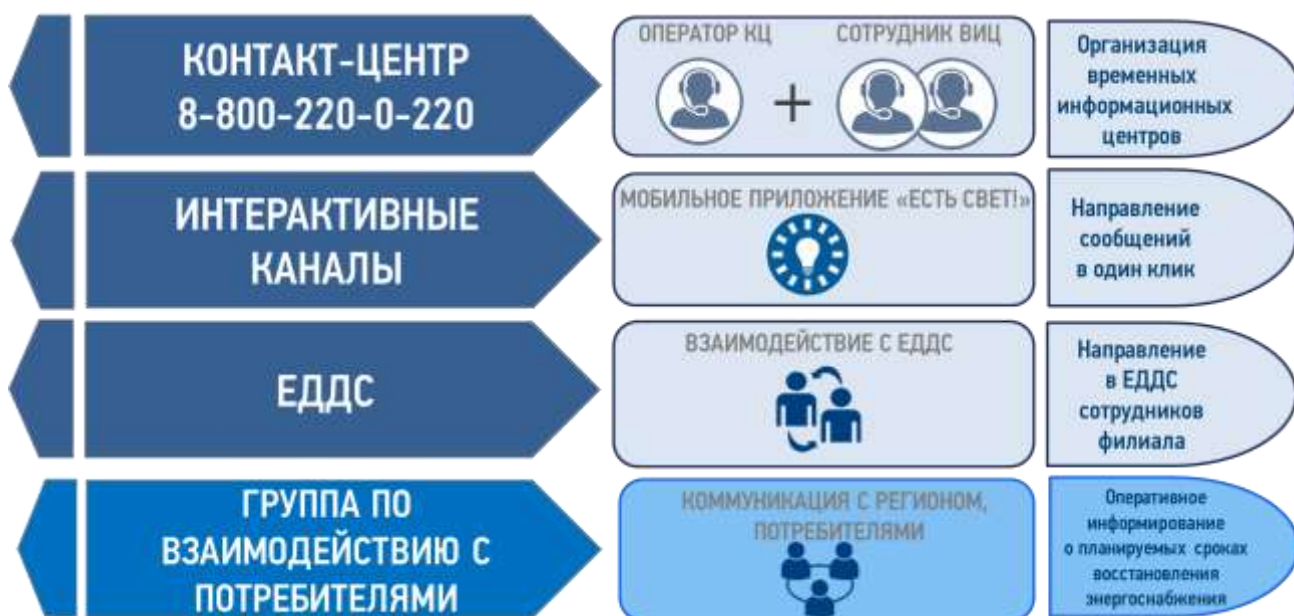 КОНТАКТ-ЦЕНТР
8-800-220-0-220
ОПЕРАТОР КЦ
СОТРУДНИК ВИЦ
+
Организация
временных
информационных
центров
ИНТЕРАКТИВНЫЕ
КАНАЛЫ
МОБИЛЬНОЕ ПРИЛОЖЕНИЕ «ЕСТЬ СВЕТ!»
Направление
сообщений
в один клик
ЕДДС
ВЗАИМОДЕЙСТВИЕ С ЕДДС
Направление
в ЕДДС
сотрудников
филиала
ГРУППА ПО
ВЗАИМОДЕЙСТВИЮ С
ПОТРЕБИТЕЛЯМИ
КОММУНИКАЦИЯ С РЕГИОНОМ,
ПОТРЕБИТЕЛЯМИ
Оперативное
информирование
о планируемых сроках
восстановления
энергоснабжения